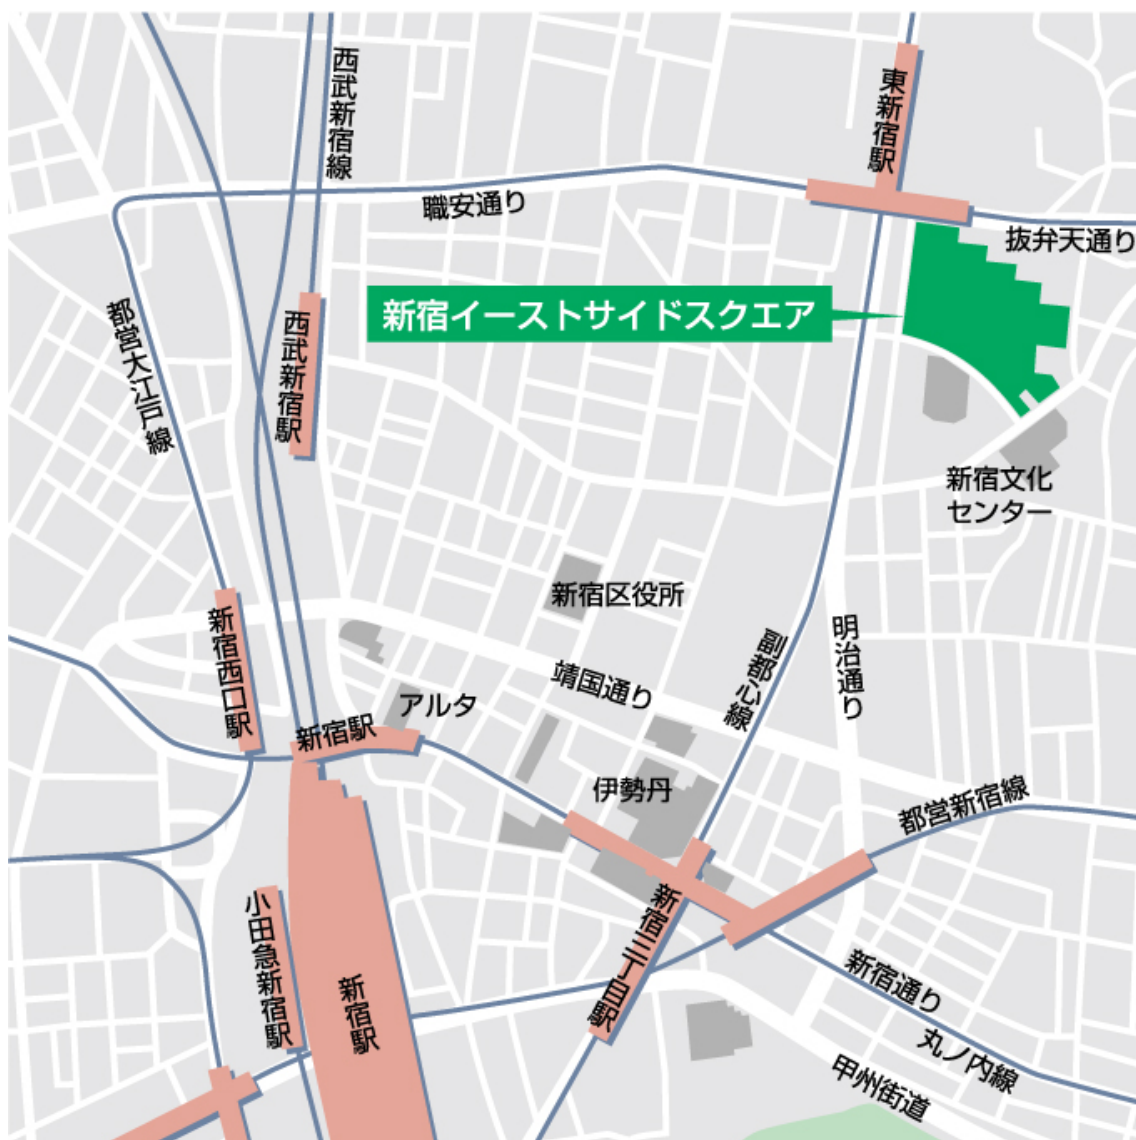 西武新宿線
東新宿駅
職安通り
抜弁天通り
都営大江戸線
西武新宿駅
新宿イーストサイドスクエア
新宿文化
センター
新宿区役所
新宿西口駅
明治通り
副都心線
靖国通り
アルタ
新宿駅
伊勢丹
都営新宿線
小田急新宿駅
新宿三丁目駅
新宿駅
新宿通り
丸ノ内線
甲州街道